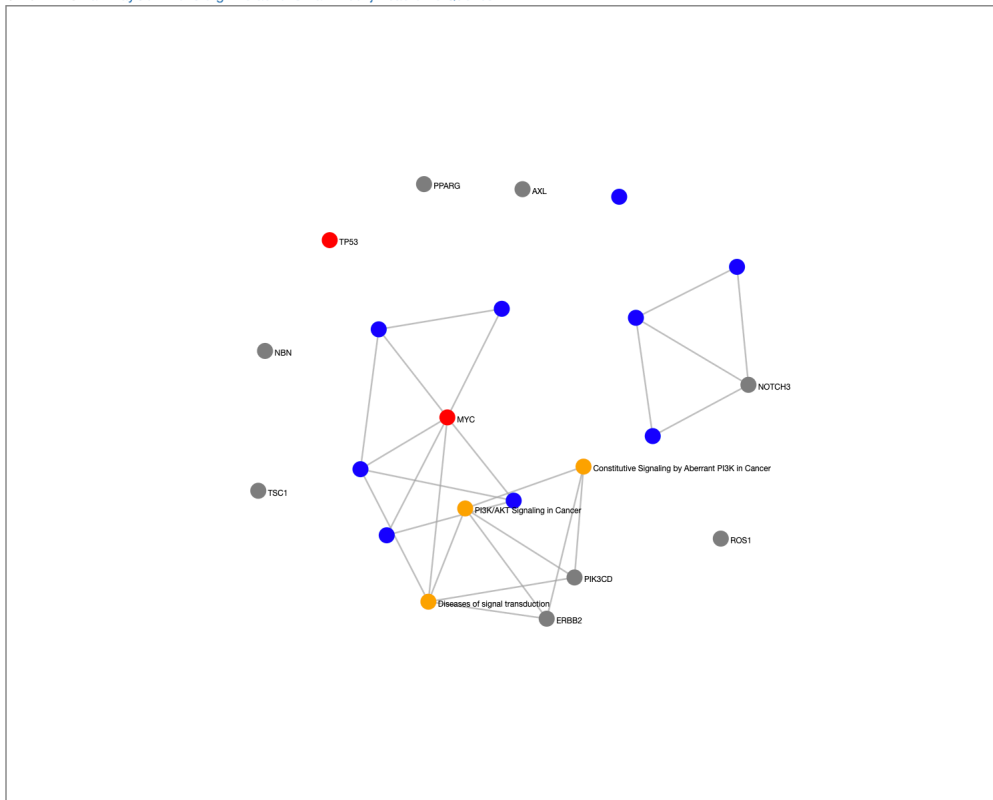 PPARG
AXL
TP53
NBN
NOTCH3
MYC
Constitutive Signaling by Aberrant PI3K in Cancer
TSC1
PI3K/AKT Signaling in Cancer
ROS1
PIK3CD
Diseases of signal transduction
ERBB2